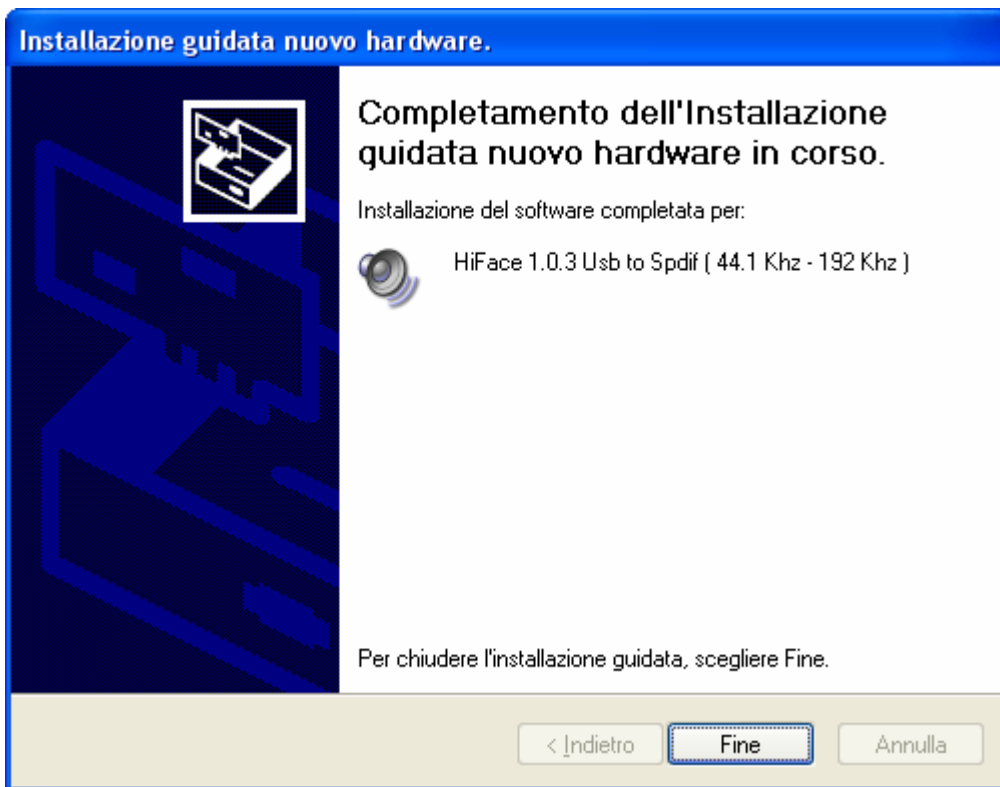 Installazione guidata nuovo hardware.
Completamento dell'Installazione
guidata nuovo hardware in corso.
Installazione del software completata per:
HiFace 1.0.3 Usb to Spdif ( 44.1 Khz - 192 Khz )
Per chiudere l'installazione guidata, scegliere Fine.
< Indietro
Fine
Annulla